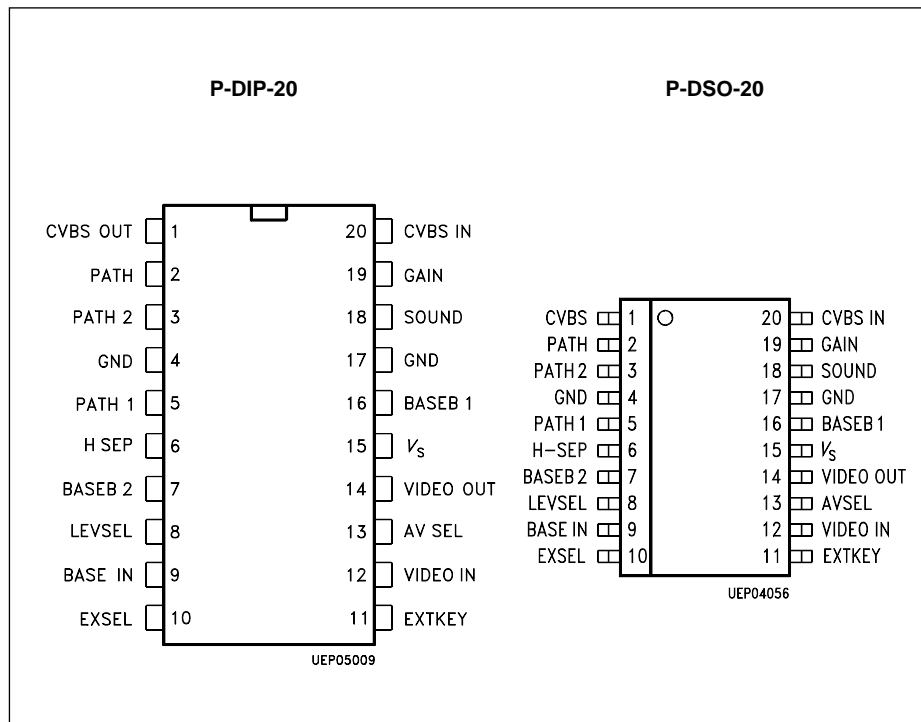 P-DIP-20
P-DSO-20
CVBS OUT 1 20 CVBS IN
PATH 2 19 GAIN
PATH 2 3 18 SOUND
GND 4 17 GND
PATH 1 5 16 BASEB 1
H SEP 6 15 VS
BASEB 2 7 14 VIDEO OUT
LEVSEL 8 13 AV SEL
BASE IN 9 12 VIDEO IN
EXSEL 10 11 EXTKEY
UEP05009
CVBS 1 20 CVBS IN
PATH 2 19 GAIN
PATH 2 3 18 SOUND
GND 4 17 GND
PATH 1 5 16 BASEB 1
H-SEP 6 15 VS
BASEB 2 7 14 VIDEO OUT
LEVSEL 8 13 AVSEL
BASE IN 9 12 VIDEO IN
EXSEL 10 11 EXTKEY
UEP04056